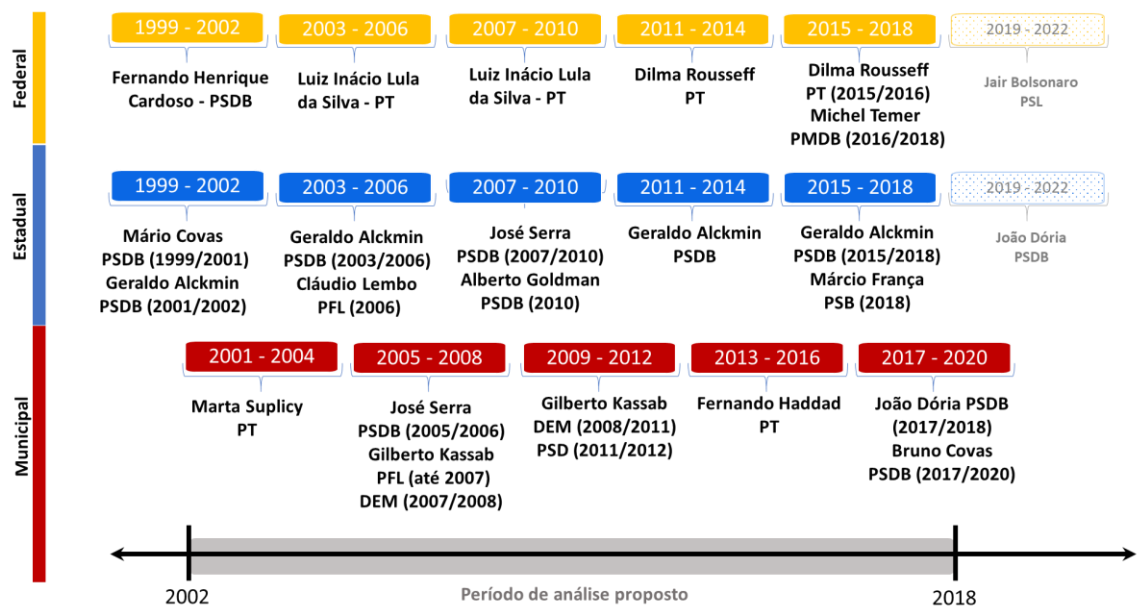 Federal
1999 - 2002
2003 - 2006
2007 - 2010
2011 - 2014
2015 - 2018
2019 - 2022
Fernando Henrique
Cardoso - PSDB
Luiz Inácio Lula
da Silva - PT
Luiz Inácio Lula
da Silva - PT
Dilma Rousseff
PT
Dilma Rousseff
PT (2015/2016)
Michel Temer
PMDB (2016/2018)
Jair Bolsonaro
PSL
Estadual
1999 - 2002
2003 - 2006
2007 - 2010
2011 - 2014
2015 - 2018
2019 - 2022
Mário Covas
PSDB (1999/2001)
Geraldo Alckmin
PSDB (2001/2002)
Geraldo Alckmin
PSDB (2003/2006)
Cláudio Lembo
PFL (2006)
José Serra
PSDB (2007/2010)
Alberto Goldman
PSDB (2010)
Geraldo Alckmin
PSDB
Geraldo Alckmin
PSDB (2015/2018)
Márcio França
PSB (2018)
João Dória
PSDB
Municipal
2001 - 2004
2005 - 2008
2009 - 2012
2013 - 2016
2017 - 2020
Marta Suplicy
PT
José Serra
PSDB (2005/2006)
Gilberto Kassab
PFL (até 2007)
DEM (2007/2008)
Gilberto Kassab
DEM (2008/2011)
PSD (2011/2012)
Fernando Haddad
PT
João Dória PSDB
(2017/2018)
Bruno Covas
PSDB (2017/2020)
2002
Período de análise proposto
2018